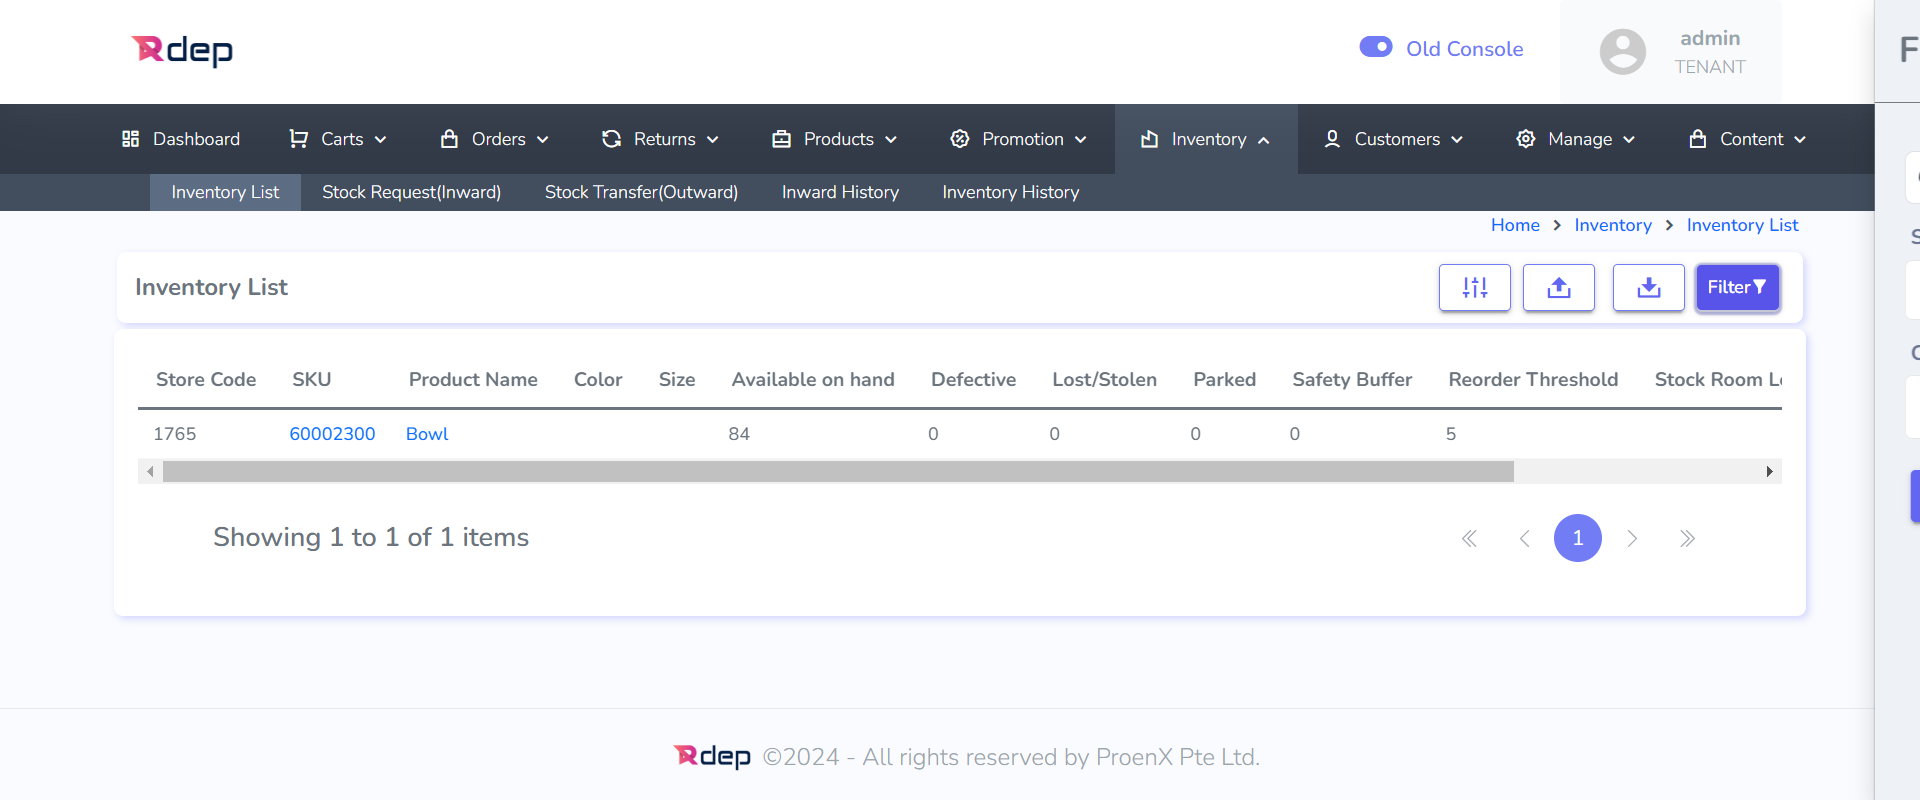 Rdep
Old Console
admin
TENANT
Dashboard Carts Orders Returns Products Promotion Inventory Customers Manage Content
Inventory List Stock Request(Inward) Stock Transfer(Outward) Inward History Inventory History
Home > Inventory > Inventory List
Inventory List
Filter
Store Code SKU Product Name Color Size Available on hand Defective Lost/Stolen Parked Safety Buffer Reorder Threshold Stock Room
1765 60002300 Bowl 84 0 0 0 0 5
Showing 1 to 1 of 1 items
1
Rdep ©2024 - All rights reserved by ProenX Pte Ltd.